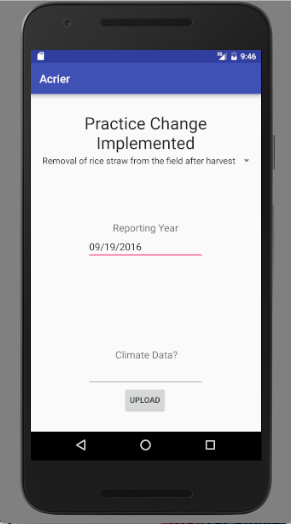 9:46
Acrier
Practice Change
Implemented
Removal of rice straw from the field after harvest
Reporting Year
09/19/2016
Climate Data?
UPLOAD